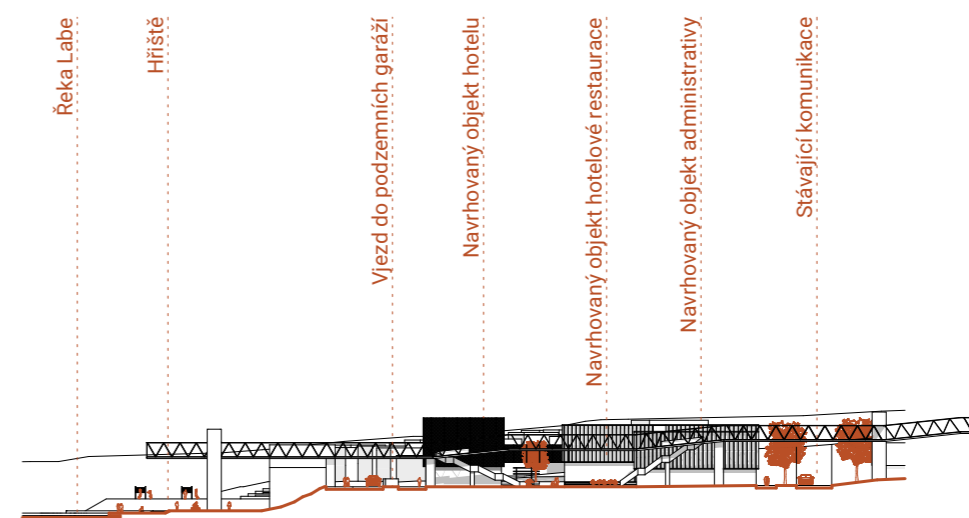 Řeka Labe
Hřiště
Vjezd do podzemních garáží
Navrhovaný objekt hotelu
Navrhovaný objekt hotelové restaurace
Navrhovaný objekt administrativy
Stávající komunikace